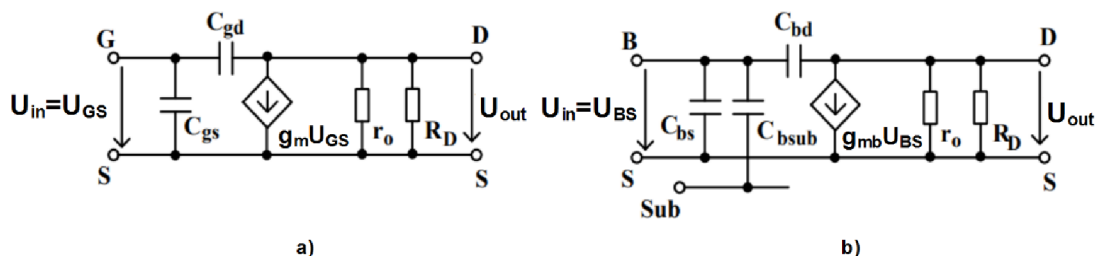 C_gd
G
D
U_in=U_GS
C_gs
g_mU_GS
r_o
R_D
U_out
S
S
a)
C_bd
B
D
U_in=U_BS
C_bs
C_bsub
g_mbU_BS
r_o
R_D
U_out
S
S
Sub
b)